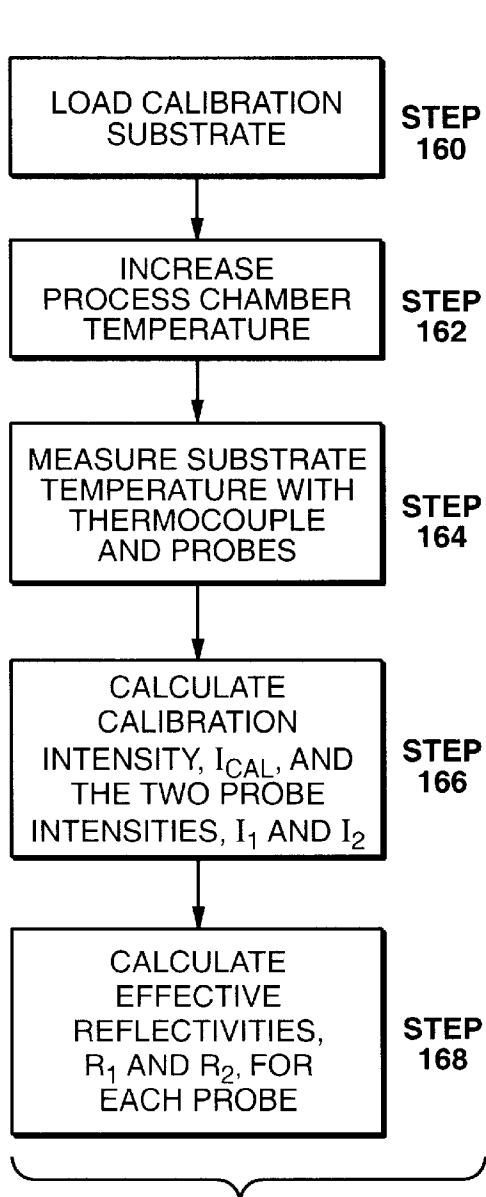 LOAD CALIBRATION
SUBSTRATE
STEP
160
INCREASE
PROCESS CHAMBER
TEMPERATURE
STEP
162
MEASURE SUBSTRATE
TEMPERATURE WITH
THERMOCOUPLE
AND PROBES
STEP
164
CALCULATE
CALIBRATION
INTENSITY, I_CAL, AND
THE TWO PROBE
INTENSITIES, I₁ AND I₂
STEP
166
CALCULATE
EFFECTIVE
REFLECTIVITIES,
R₁ AND R₂, FOR
EACH PROBE
STEP
168